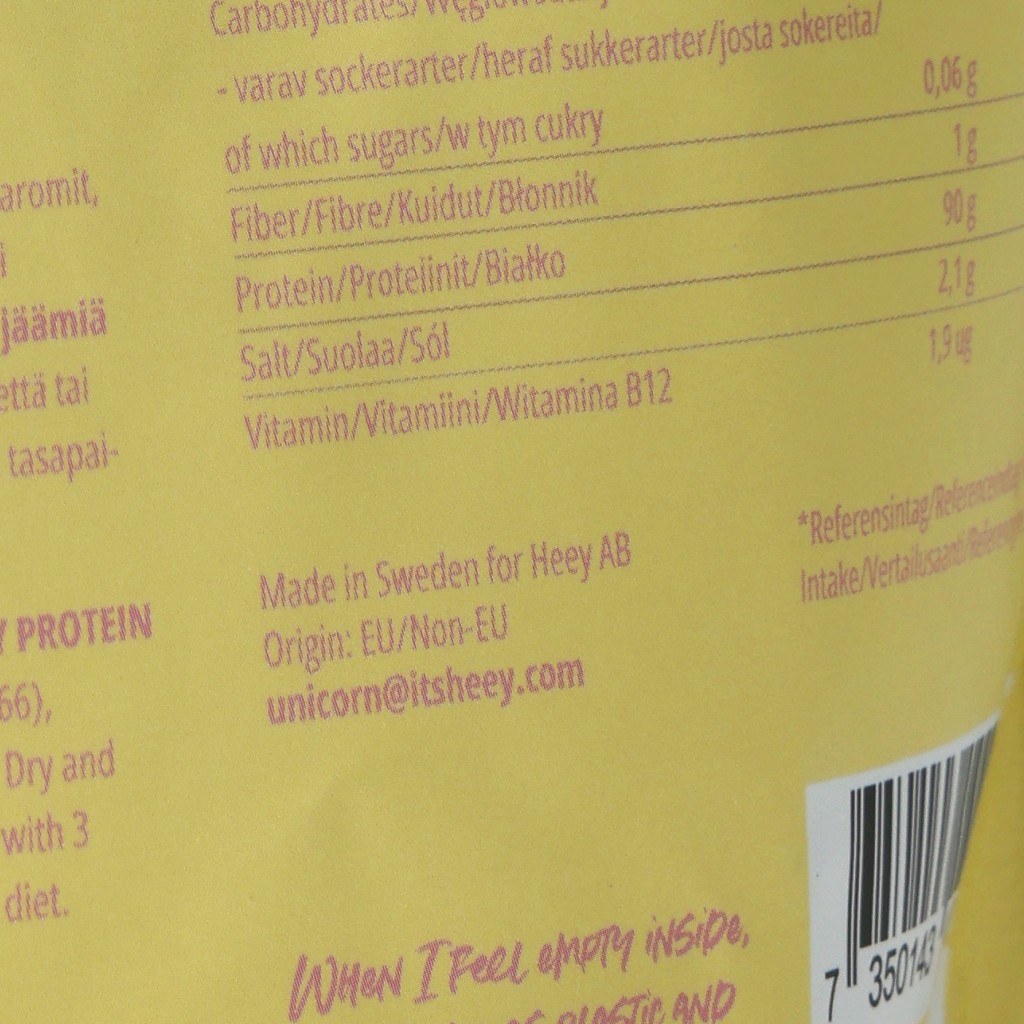 Carbohydrates/
- varav sockerarter/heraf sukkerarter/josta sokereita/
of which sugars/w tym cukry 0,06 g
Fiber/Fibre/Kuidut/Błonnik 1 g
Protein/Proteiinit/Białko 90 g
Salt/Suolaa/Sól 2,1 g
Vitamin/Vitamiini/Witamina B12 1,9 ug
*Referensintag/
Intake/
aromit,
i
jäämiä
että tai
tasapai-
Y PROTEIN
66),
Dry and
with 3
diet.
Made in Sweden for Heey AB
Origin: EU/Non-EU
unicorn@itsheey.com
WHEN I FEEL EMPTY INSIDE,
PLASTIC AND
7 350143